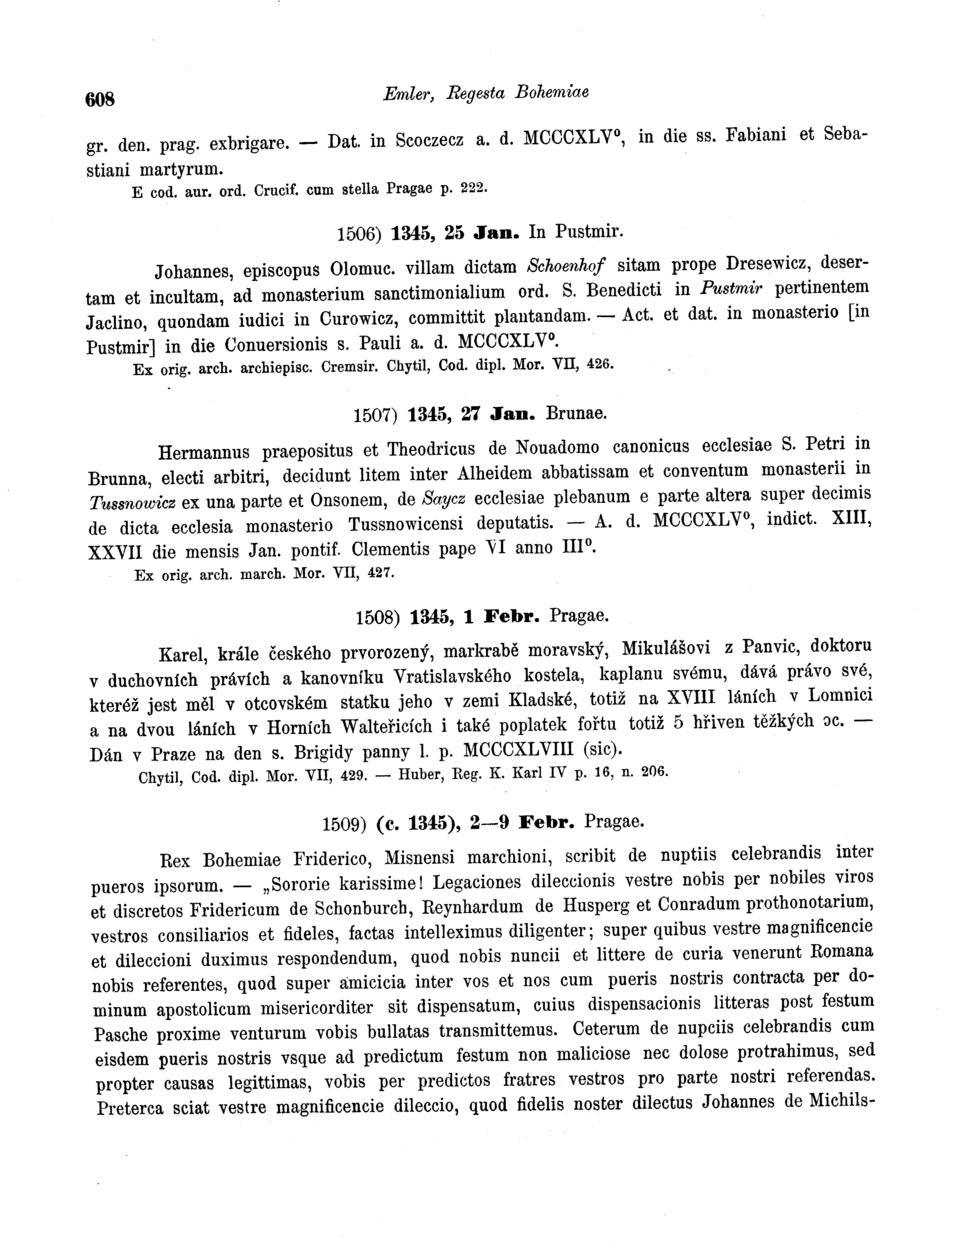 608
Emler, Regesta Bohemiae
gr. den. prag. exbrigare. — Dat. in Scoczecz a. d. MCCCXLV⁰, in die ss. Fabiani et Seba-
stiani martyrum.
E cod. aur. ord. Crucif. cum stella Pragae p. 222.
1506) 1345, 25 Jan. In Pustmir.
Johannes, episcopus Olomuc. villam dictam Schoenhof sitam prope Dresewicz, deser-
tam et incultam, ad monasterium sanctimonialium ord. S. Benedicti in Pustmir pertinentem
Jaclino, quondam iudici in Curowicz, committit plantandam. — Act. et dat. in monasterio [in
Pustmir] in die Conuersionis s. Pauli a. d. MCCCXLV⁰.
Ex orig. arch. archiepisc. Cremsir. Chytil, Cod. dipl. Mor. VII, 426.
1507) 1345, 27 Jan. Brunae.
Hermannus praepositus et Theodricus de Nouadomo canonicus ecclesiae S. Petri in
Brunna, electi arbitri, decidunt litem inter Alheidem abbatissam et conventum monasterii in
Tussnowicz ex una parte et Onsonem, de Saycz ecclesiae plebanum e parte altera super decimis
de dicta ecclesia monasterio Tussnowicensi deputatis. — A. d. MCCCXLV⁰, indict. XIII,
XXVII die mensis Jan. pontif. Clementis pape VI anno III⁰.
Ex orig. arch. march. Mor. VII, 427.
1508) 1345, 1 Febr. Pragae.
Karel, krále českého prvorozený, markrabě moravský, Mikulášovi z Panvic, doktoru
v duchovních právích a kanovníku Vratislavského kostela, kaplanu svému, dává právo své,
kteréž jest měl v otcovském statku jeho v zemi Kladské, totiž na XVIII láních v Lomnici
a na dvou láních v Horních Walteřicích i také poplatek fořtu totiž 5 hřiven těžkých ɔc. —
Dán v Praze na den s. Brigidy panny l. p. MCCCXLVIII (sic).
Chytil, Cod. dipl. Mor. VII, 429. — Huber, Reg. K. Karl IV p. 16, n. 206.
1509) (c. 1345), 2—9 Febr. Pragae.
Rex Bohemiae Friderico, Misnensi marchioni, scribit de nuptiis celebrandis inter
pueros ipsorum. — „Sororie karissime! Legaciones dileccionis vestre nobis per nobiles viros
et discretos Fridericum de Schonburch, Reynhardum de Husperg et Conradum prothonotarium,
vestros consiliarios et fideles, factas intelleximus diligenter; super quibus vestre magnificencie
et dileccioni duximus respondendum, quod nobis nuncii et littere de curia venerunt Romana
nobis referentes, quod super amicicia inter vos et nos cum pueris nostris contracta per do-
minum apostolicum misericorditer sit dispensatum, cuius dispensacionis litteras post festum
Pasche proxime venturum vobis bullatas transmittemus. Ceterum de nupciis celebrandis cum
eisdem pueris nostris vsque ad predictum festum non maliciose nec dolose protrahimus, sed
propter causas legittimas, vobis per predictos fratres vestros pro parte nostri referendas.
Preterca sciat vestre magnificencie dileccio, quod fidelis noster dilectus Johannes de Michils-